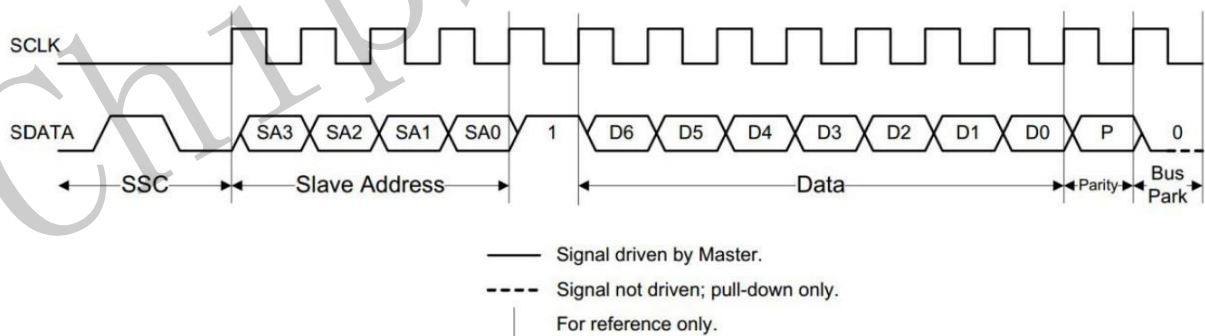 SCLK
SDATA SA3 SA2 SA1 SA0 1 D6 D5 D4 D3 D2 D1 D0 P 0
SSC Slave Address Data Parity Bus
Park
Signal driven by Master.
Signal not driven; pull-down only.
For reference only.
Chip